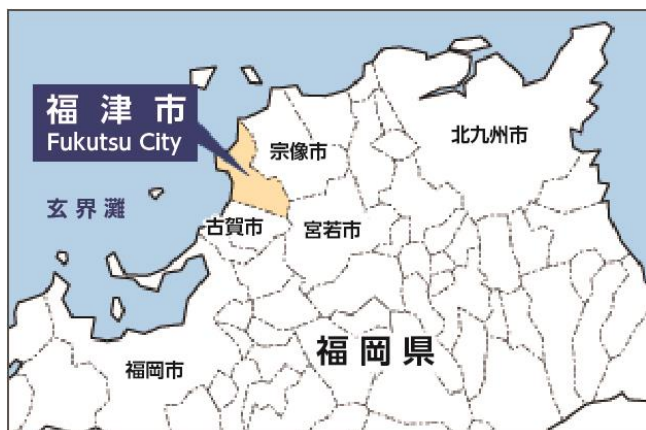 福津市
Fukutsu City
宗像市
北九州市
玄界灘
古賀市
宮若市
福岡市
福岡県